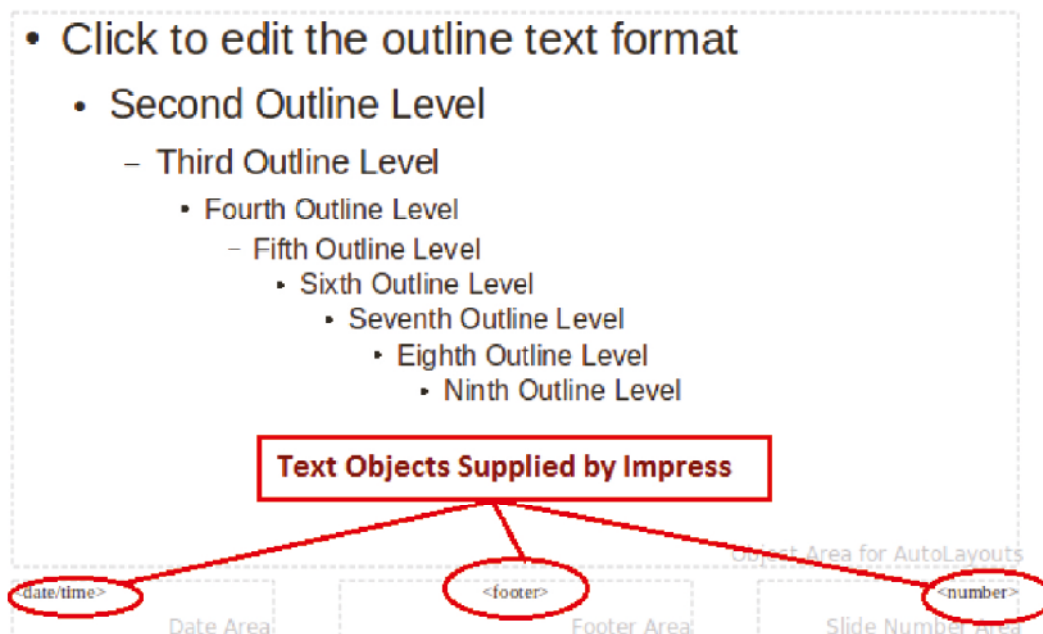 • Click to edit the outline text format
• Second Outline Level
– Third Outline Level
• Fourth Outline Level
– Fifth Outline Level
• Sixth Outline Level
• Seventh Outline Level
• Eighth Outline Level
• Ninth Outline Level
Text Objects Supplied by Impress
Object Area for AutoLayouts
<date/time> <footer> <number>
Date Area Footer Area Slide Number Area